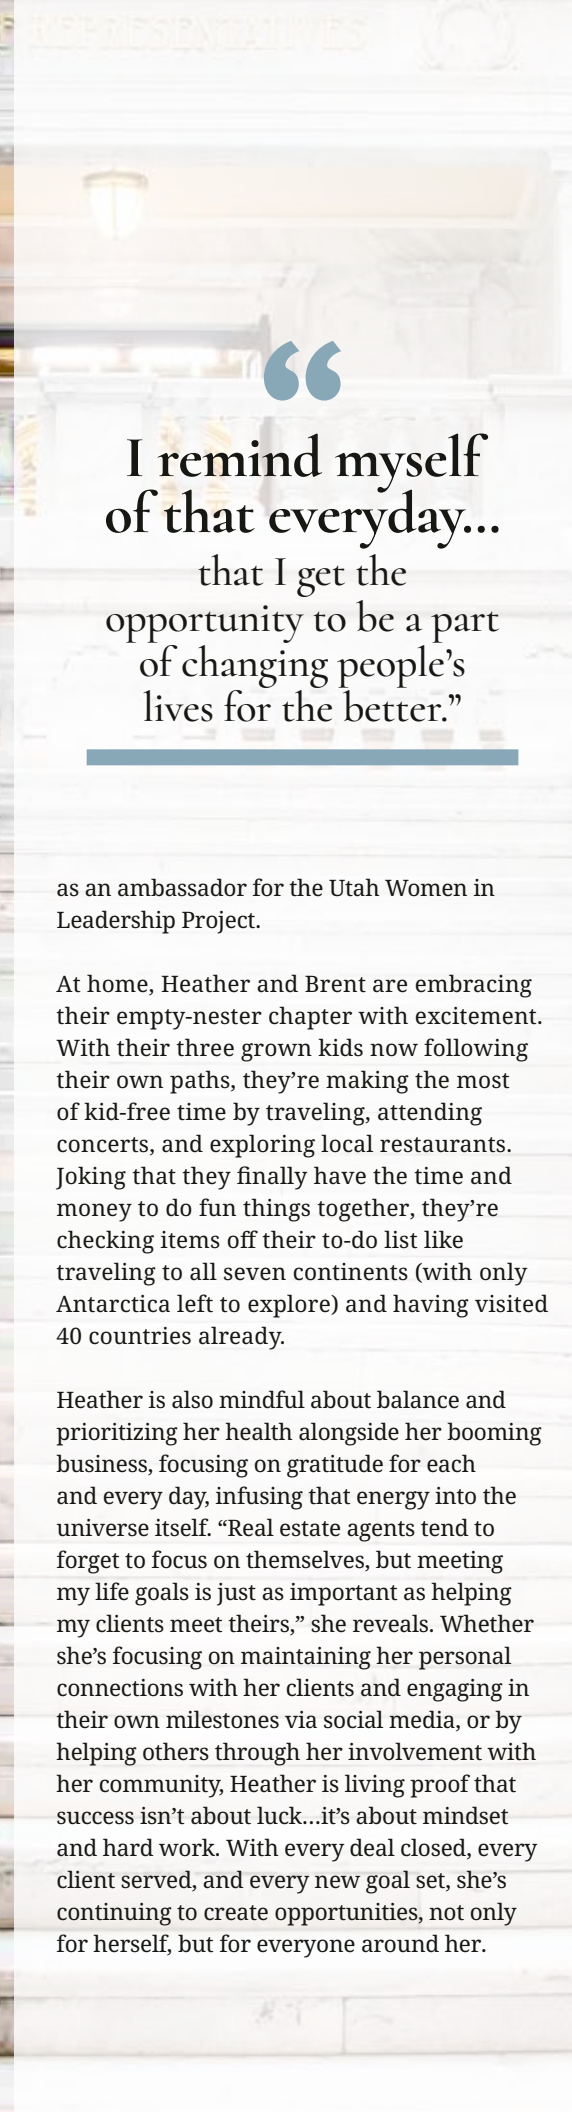 REPRESENTATIVES
“
I remind myself
of that everyday...
that I get the
opportunity to be a part
of changing people’s
lives for the better.”
as an ambassador for the Utah Women in
Leadership Project.
At home, Heather and Brent are embracing
their empty-nester chapter with excitement.
With their three grown kids now following
their own paths, they’re making the most
of kid-free time by traveling, attending
concerts, and exploring local restaurants.
Joking that they finally have the time and
money to do fun things together, they’re
checking items off their to-do list like
traveling to all seven continents (with only
Antarctica left to explore) and having visited
40 countries already.
Heather is also mindful about balance and
prioritizing her health alongside her booming
business, focusing on gratitude for each
and every day, infusing that energy into the
universe itself. “Real estate agents tend to
forget to focus on themselves, but meeting
my life goals is just as important as helping
my clients meet theirs,” she reveals. Whether
she’s focusing on maintaining her personal
connections with her clients and engaging in
their own milestones via social media, or by
helping others through her involvement with
her community, Heather is living proof that
success isn’t about luck...it’s about mindset
and hard work. With every deal closed, every
client served, and every new goal set, she’s
continuing to create opportunities, not only
for herself, but for everyone around her.